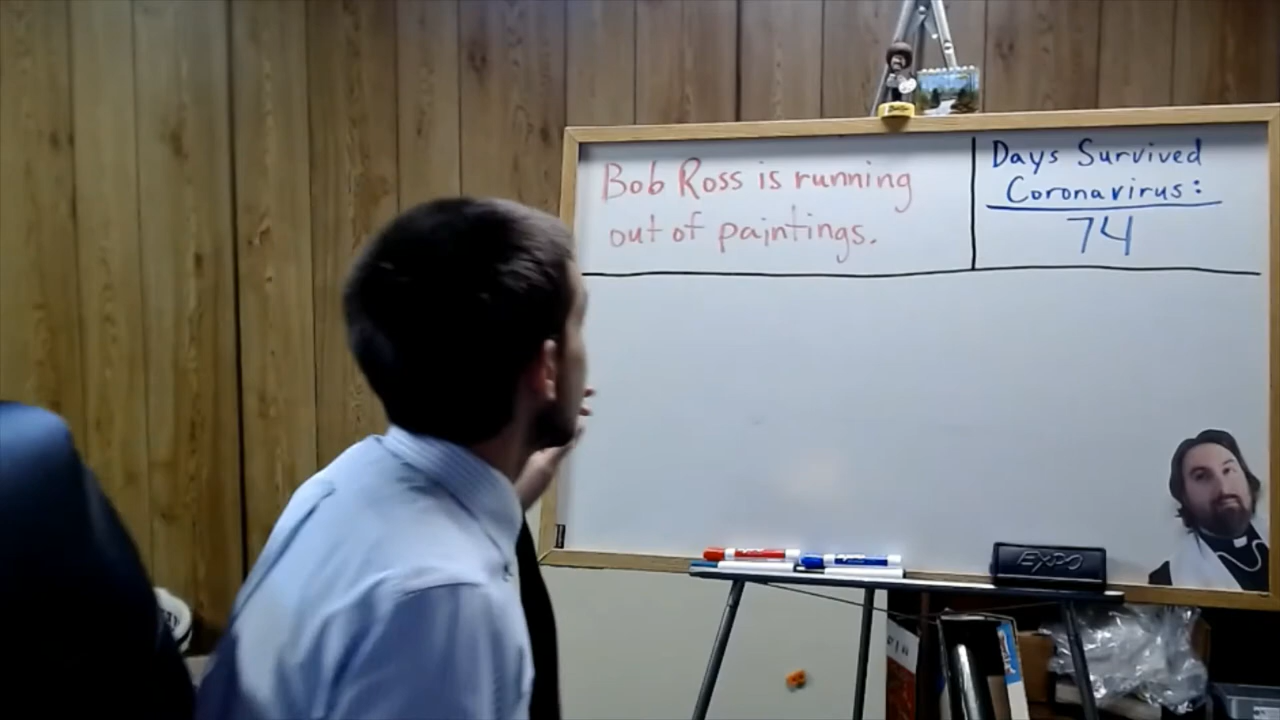 Bob Ross is running
out of paintings.
Days Survived
Coronavirus:
74
EXPO